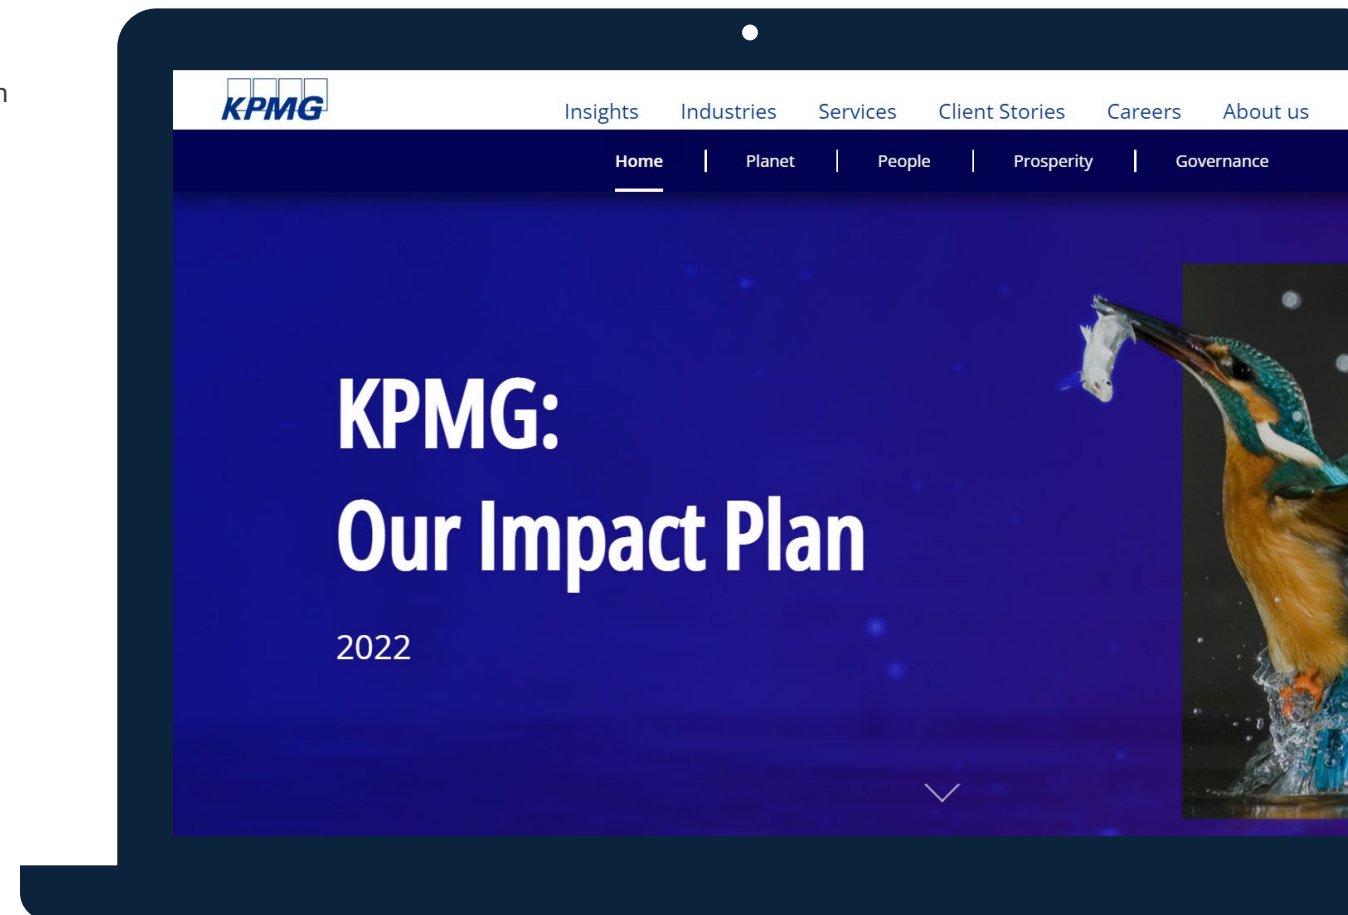 n
KPMG
Insights Industries Services Client Stories Careers About us
Home | Planet | People | Prosperity | Governance
KPMG:
Our Impact Plan
2022